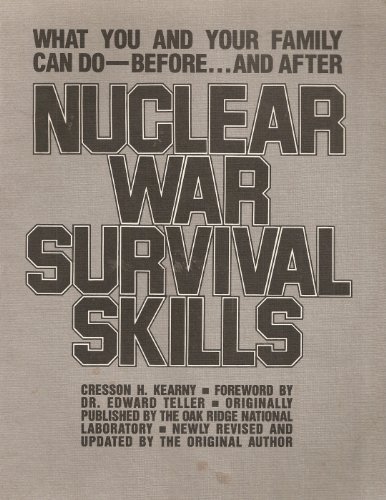 WHAT YOU AND YOUR FAMILY
CAN DO—BEFORE...AND AFTER
NUCLEAR
WAR
SURVIVAL
SKILLS
CRESSON H. KEARNY ■ FOREWORD BY
DR. EDWARD TELLER ■ ORIGINALLY
PUBLISHED BY THE OAK RIDGE NATIONAL
LABORATORY ■ NEWLY REVISED AND
UPDATED BY THE ORIGINAL AUTHOR